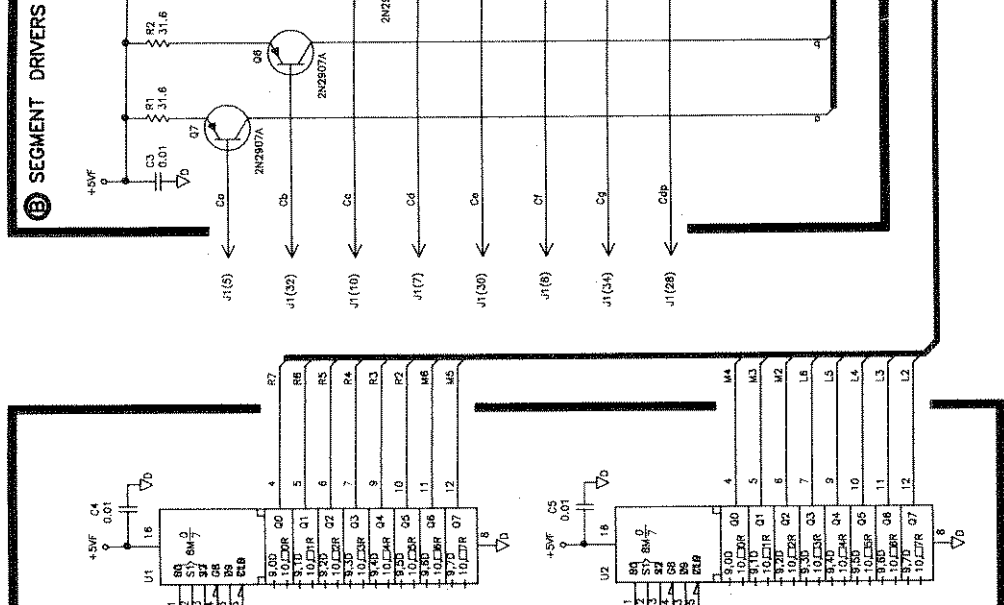 B SEGMENT DRIVERS
R2
31.6
2N29
Q8
2N2907A
R1
31.6
Q7
2N2907A
C3
0.01
+5VF
D
Ca
Cb
Cc
Cd
Ce
Cf
Cg
Cdp
J1(5)
J1(32)
J1(10)
J1(7)
J1(30)
J1(6)
J1(34)
J1(28)
R7
R6
R5
R4
R3
R2
M6
M5
M4
M3
M2
L6
L5
L4
L3
L2
+5VF
C4
0.01
D
16
U1
4
5
6
7
9
10
11
12
Q0
Q1
Q2
Q3
Q4
Q5
Q6
Q7
8
D
+5VF
C5
0.01
D
16
U2
4
5
6
7
9
10
11
12
Q0
Q1
Q2
Q3
Q4
Q5
Q6
Q7
8
D